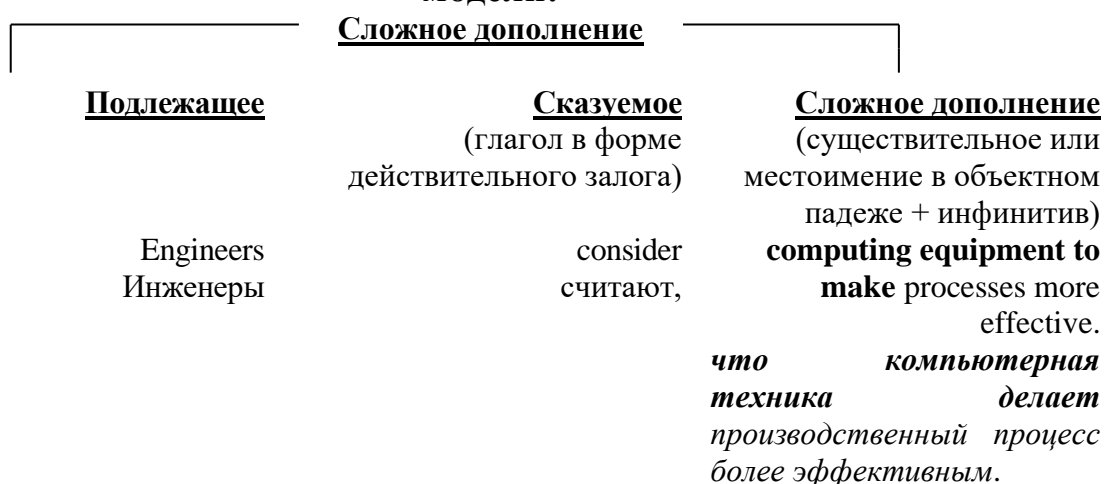 Сложное дополнение
Подлежащее Сказуемое Сложное дополнение
(глагол в форме (существительное или
действительного залога) местоимение в объектном
падеже + инфинитив)
Engineers consider computing equipment to
Инженеры считают, make processes more
effective.
что компьютерная
техника делает
производственный процесс
более эффективным.